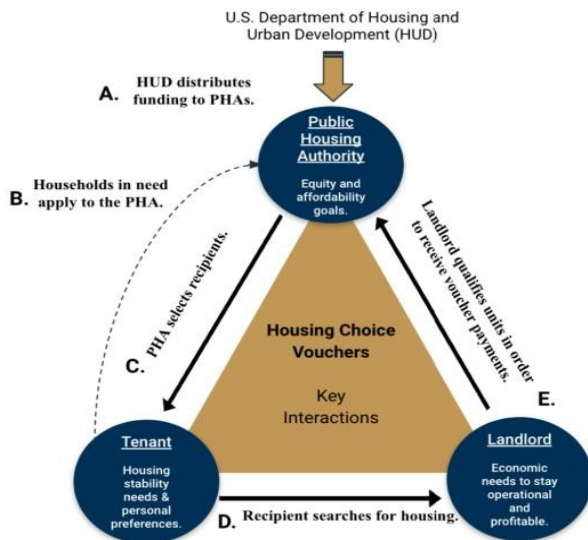 U.S. Department of Housing and
Urban Development (HUD)
A.
HUD distributes
funding to PHAs.
Public
Housing
Authority
Equity and
affordability
goals.
B.
Households in need
apply to the PHA.
C.
PHA selects recipients.
Landlord qualifies units in order
to receive voucher payments.
E.
Housing Choice
Vouchers
Key
Interactions
Tenant
Housing
stability
needs &
personal
preferences.
D.
Recipient searches for housing.
Landlord
Economic
needs to stay
operational
and
profitable.